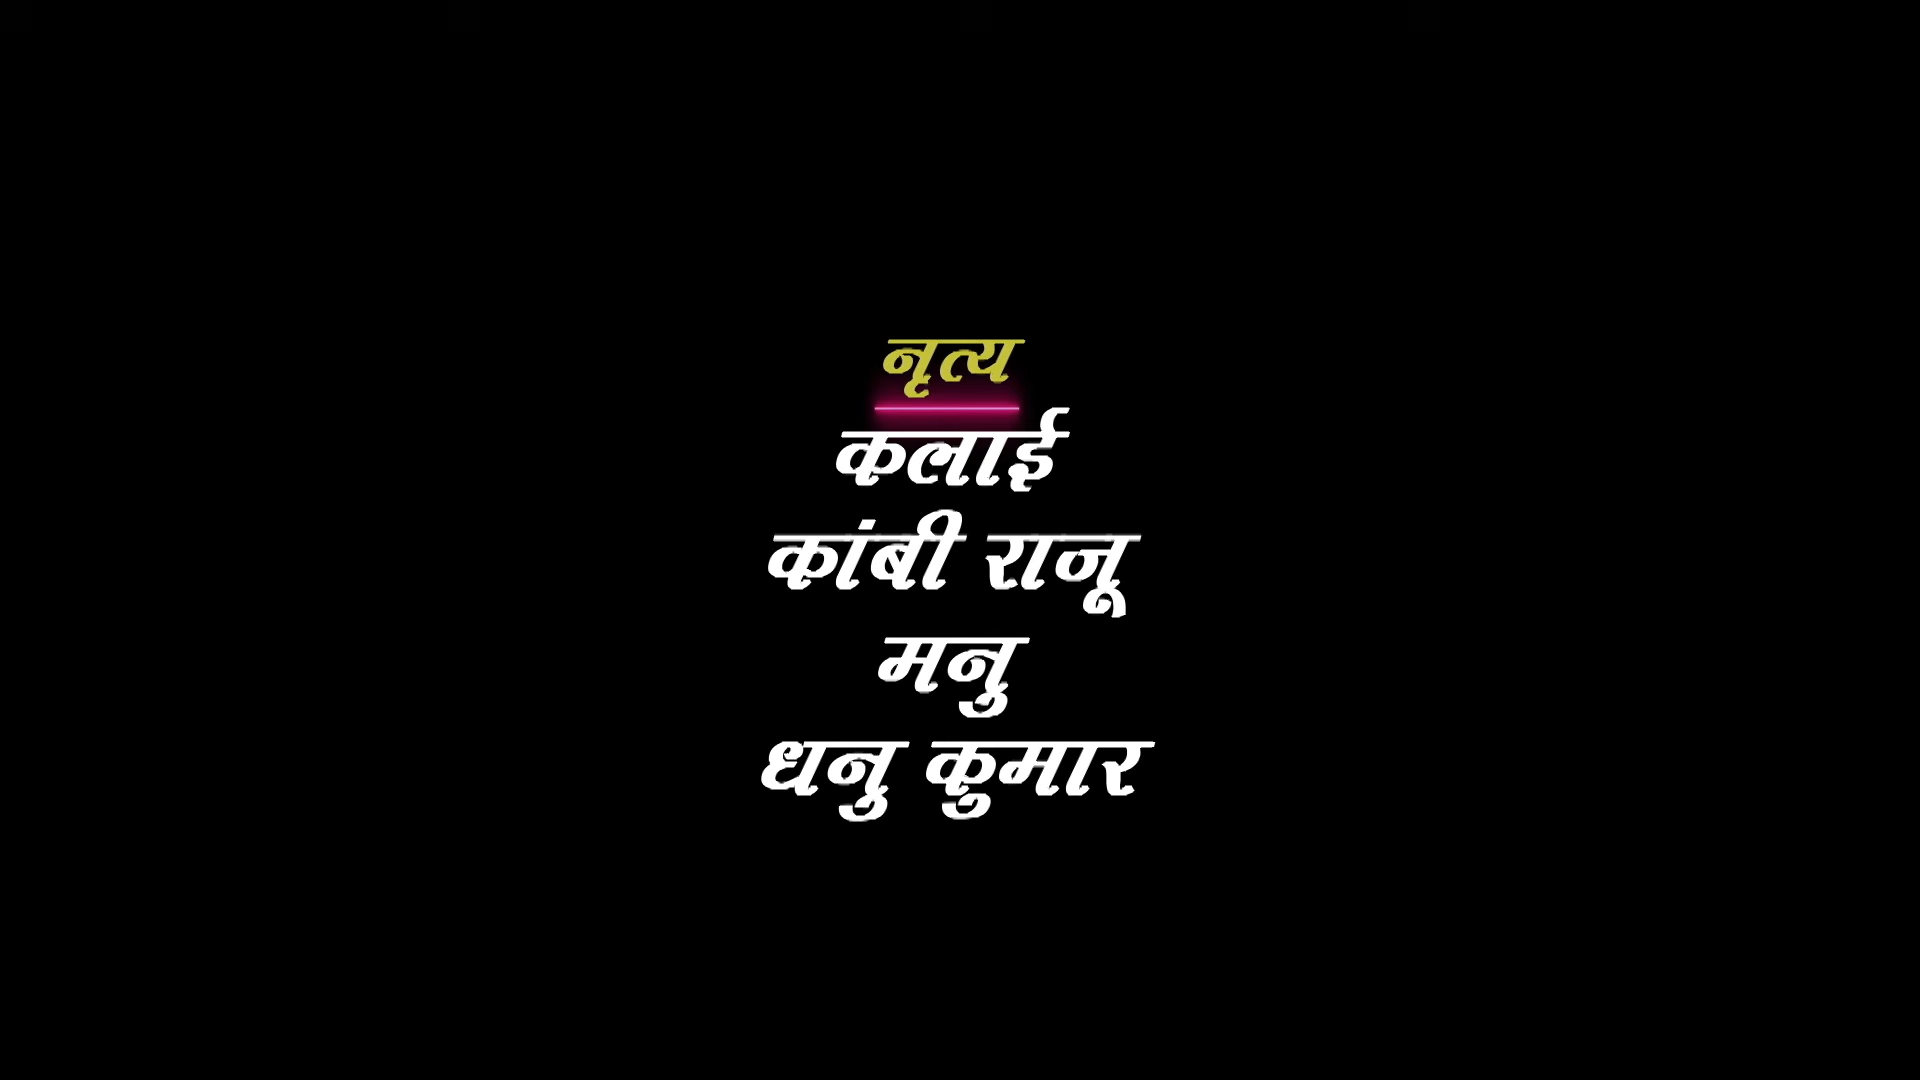 नृत्य
कलाई
कांबी राजू
मनु
धनु कुमार